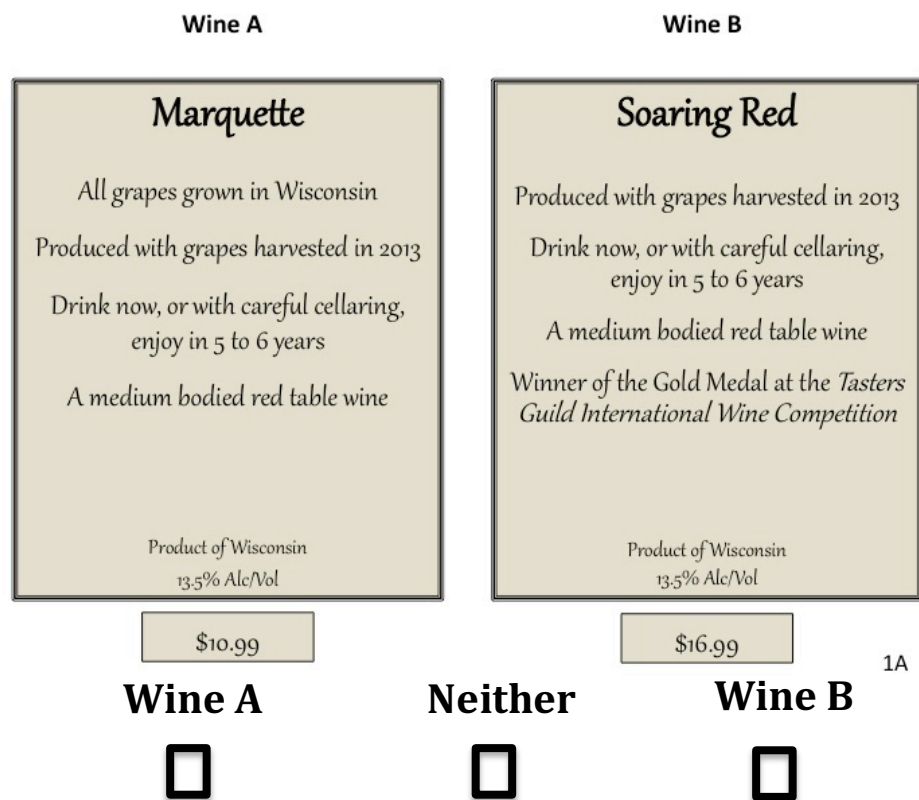 Wine A
Marquette
All grapes grown in Wisconsin
Produced with grapes harvested in 2013
Drink now, or with careful cellaring,
enjoy in 5 to 6 years
A medium bodied red table wine
Product of Wisconsin
13.5% Alc/Vol
$10.99
Wine B
Soaring Red
Produced with grapes harvested in 2013
Drink now, or with careful cellaring,
enjoy in 5 to 6 years
A medium bodied red table wine
Winner of the Gold Medal at the Tasters
Guild International Wine Competition
Product of Wisconsin
13.5% Alc/Vol
$16.99
1A
Wine A
Neither
Wine B